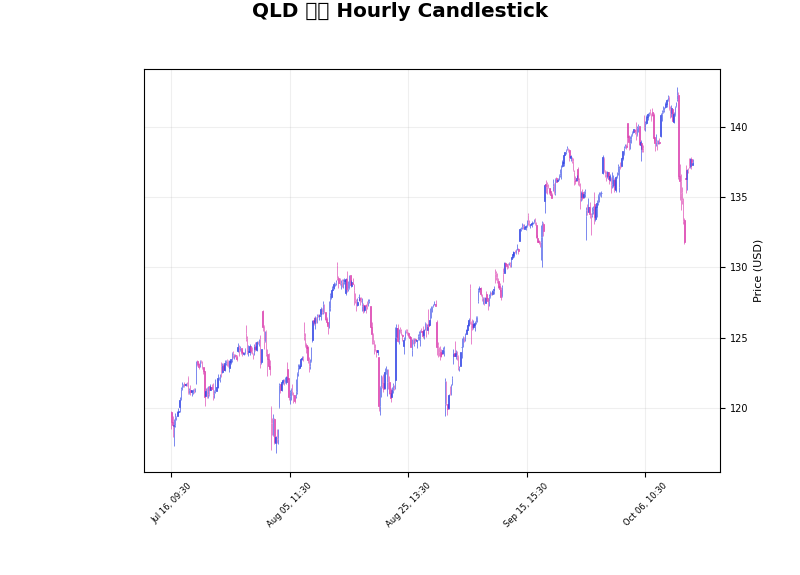 QLD Hourly Candlestick
140
135
130
125
120
Price (USD)
Jul 16, 09:30
Aug 05, 11:30
Aug 25, 13:30
Sep 15, 15:30
Oct 06, 10:30